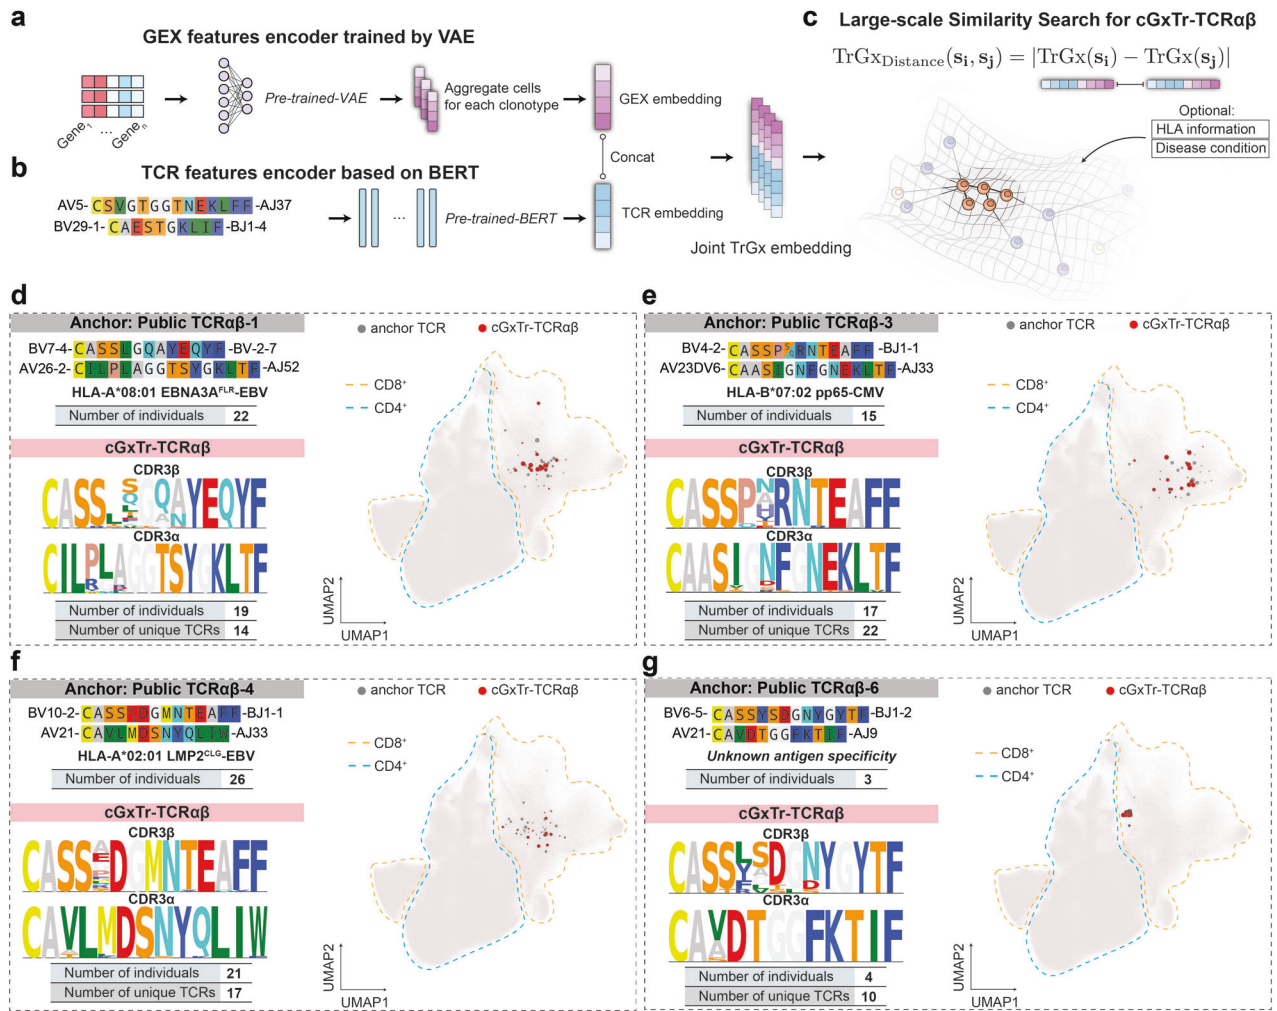 a
GEX features encoder trained by VAE
Gene1 ... Genen
Pre-trained-VAE
Aggregate cells
for each clonotype
GEX embedding
Concat
b
TCR features encoder based on BERT
AV5-CSVGTGGTNEKLFF-AJ37
BV29-1-CAESTGKLIF-BJ1-4
...
Pre-trained-BERT
TCR embedding
Joint TrGx embedding
c
Large-scale Similarity Search for cGxTr-TCRαβ
TrGxDistance(si, sj) = |TrGx(si) − TrGx(sj)|
Optional:
HLA information
Disease condition
d
Anchor: Public TCRαβ-1
BV7-4-CASSLGQAYEQYF-BV-2-7
AV26-2-CILPLAGGTSYGKLTF-AJ52
HLA-A*08:01 EBNA3AFLR-EBV
Number of individuals 22
cGxTr-TCRαβ
CDR3β
CDR3α
Number of individuals 19
Number of unique TCRs 14
anchor TCR
cGxTr-TCRαβ
CD8+
CD4+
UMAP2
UMAP1
e
Anchor: Public TCRαβ-3
BV4-2-CASSPS/QRNTEAFF-BJ1-1
AV23DV6-CAASIGNFGNEKLTF-AJ33
HLA-B*07:02 pp65-CMV
Number of individuals 15
cGxTr-TCRαβ
CDR3β
CDR3α
Number of individuals 17
Number of unique TCRs 22
anchor TCR
cGxTr-TCRαβ
CD8+
CD4+
UMAP2
UMAP1
f
Anchor: Public TCRαβ-4
BV10-2-CASS DGMNTEAFF-BJ1-1
AV21-CAVLMDSNYQLIW-AJ33
HLA-A*02:01 LMP2CLG-EBV
Number of individuals 26
cGxTr-TCRαβ
CDR3β
CDR3α
Number of individuals 21
Number of unique TCRs 17
anchor TCR
cGxTr-TCRαβ
CD8+
CD4+
UMAP2
UMAP1
g
Anchor: Public TCRαβ-6
BV6-5-CASSYSDGNYGYTF-BJ1-2
AV21-CAVDTGGFKTIF-AJ9
Unknown antigen specificity
Number of individuals 3
cGxTr-TCRαβ
CDR3β
CDR3α
Number of individuals 4
Number of unique TCRs 10
anchor TCR
cGxTr-TCRαβ
CD8+
CD4+
UMAP2
UMAP1